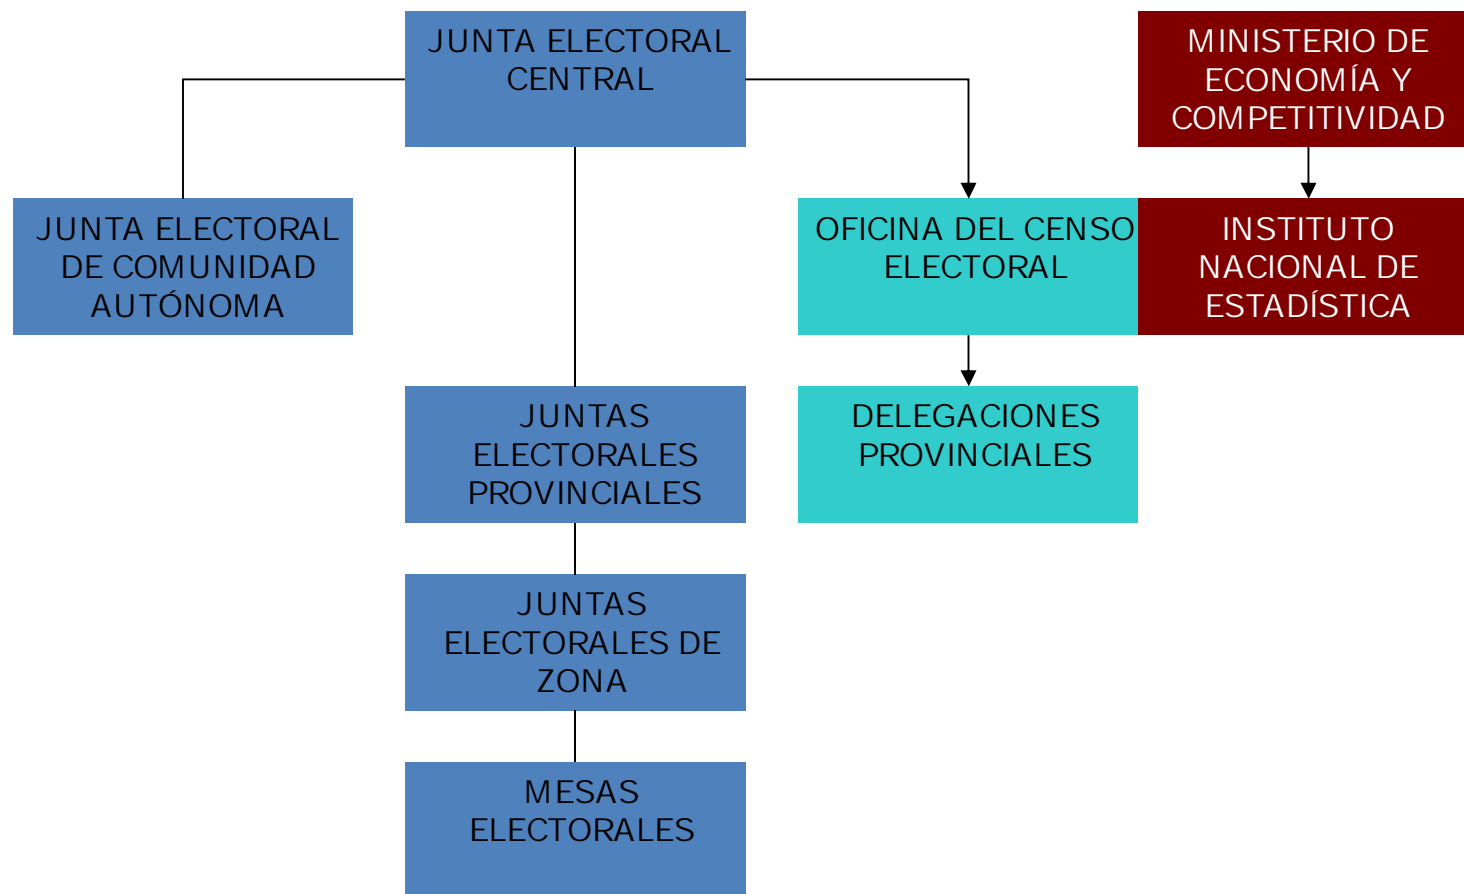 JUNTA ELECTORAL
CENTRAL
MINISTERIO DE
ECONOMÍA Y
COMPETITIVIDAD
JUNTA ELECTORAL
DE COMUNIDAD
AUTÓNOMA
OFICINA DEL CENSO
ELECTORAL
INSTITUTO
NACIONAL DE
ESTADÍSTICA
JUNTAS
ELECTORALES
PROVINCIALES
DELEGACIONES
PROVINCIALES
JUNTAS
ELECTORALES DE
ZONA
MESAS
ELECTORALES